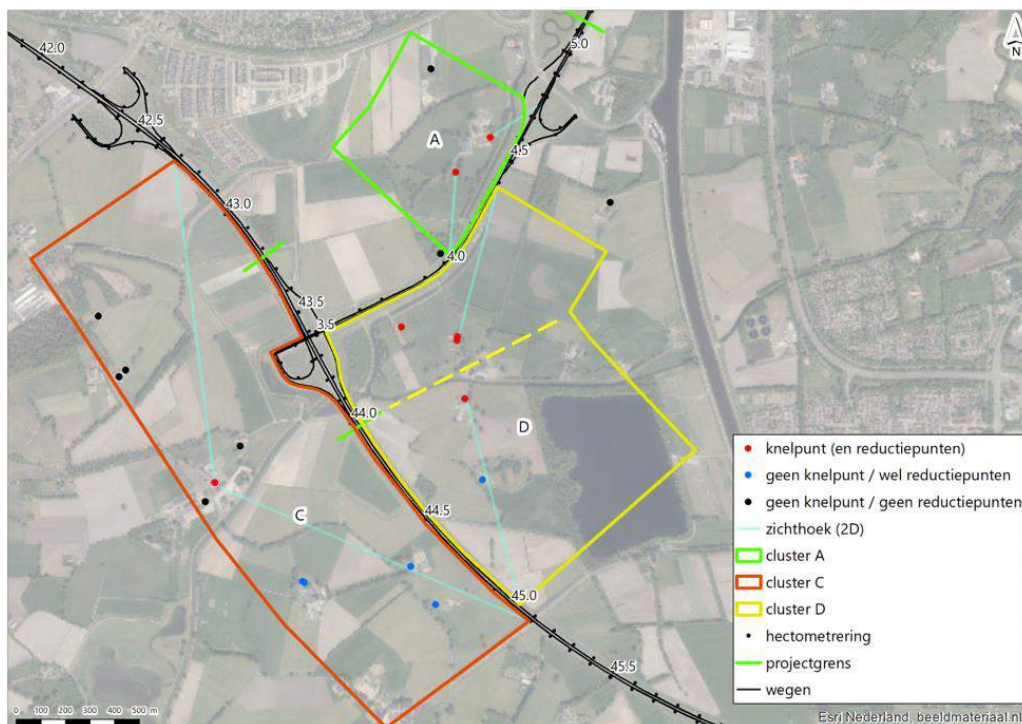 42.0
5.0
N
42.5
A
4.5
43.0
4.0
43.5
3.5
44.0
D
C
44.5
45.0
45.5
knelpunt (en reductiepunten)
geen knelpunt / wel reductiepunten
geen knelpunt / geen reductiepunten
zichthoek (2D)
cluster A
cluster C
cluster D
hectometrering
projectgrens
wegen
0 100 200 300 400 500 m
Esri Nederland, beeldmateriaal.nl